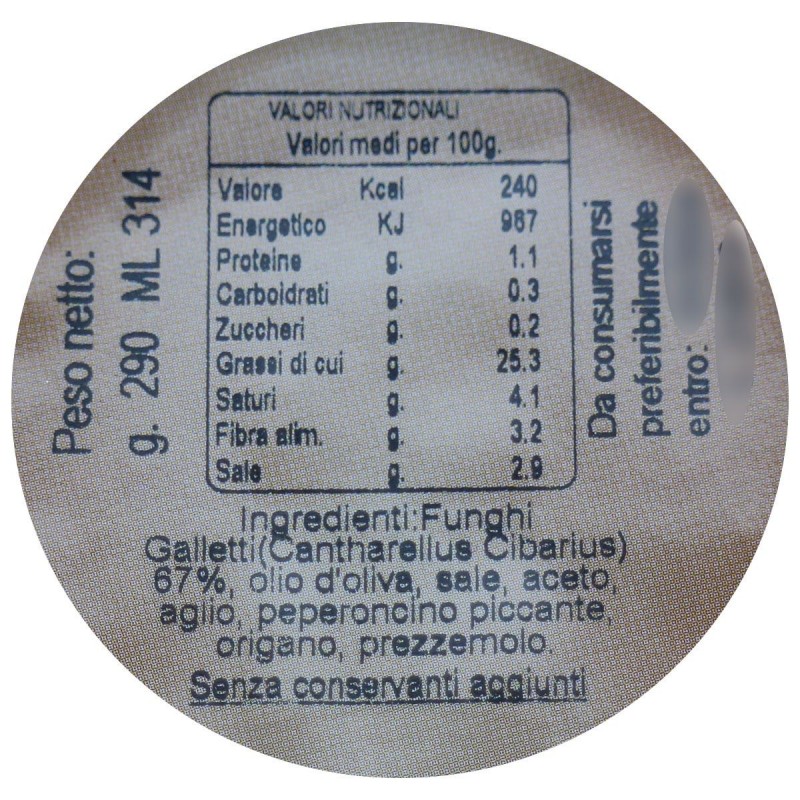 VALORI NUTRIZIONALI
Valori medi per 100g.
Valore Kcal 240
Energetico KJ 967
Proteine g. 1.1
Carboidrati g. 0.3
Zuccheri g. 0.2
Grassi di cui g. 25.3
Saturi g. 4.1
Fibra alim. g. 3.2
Sale g. 2.9
Peso netto:
g. 290 ML 314
Da consumarsi
preferibilmente
entro:
Ingredienti:Funghi
Galletti(Cantharellus Cibarius)
67%, olio d'oliva, sale, aceto,
aglio, peperoncino piccante,
origano, prezzemolo.
Senza conservanti aggiunti